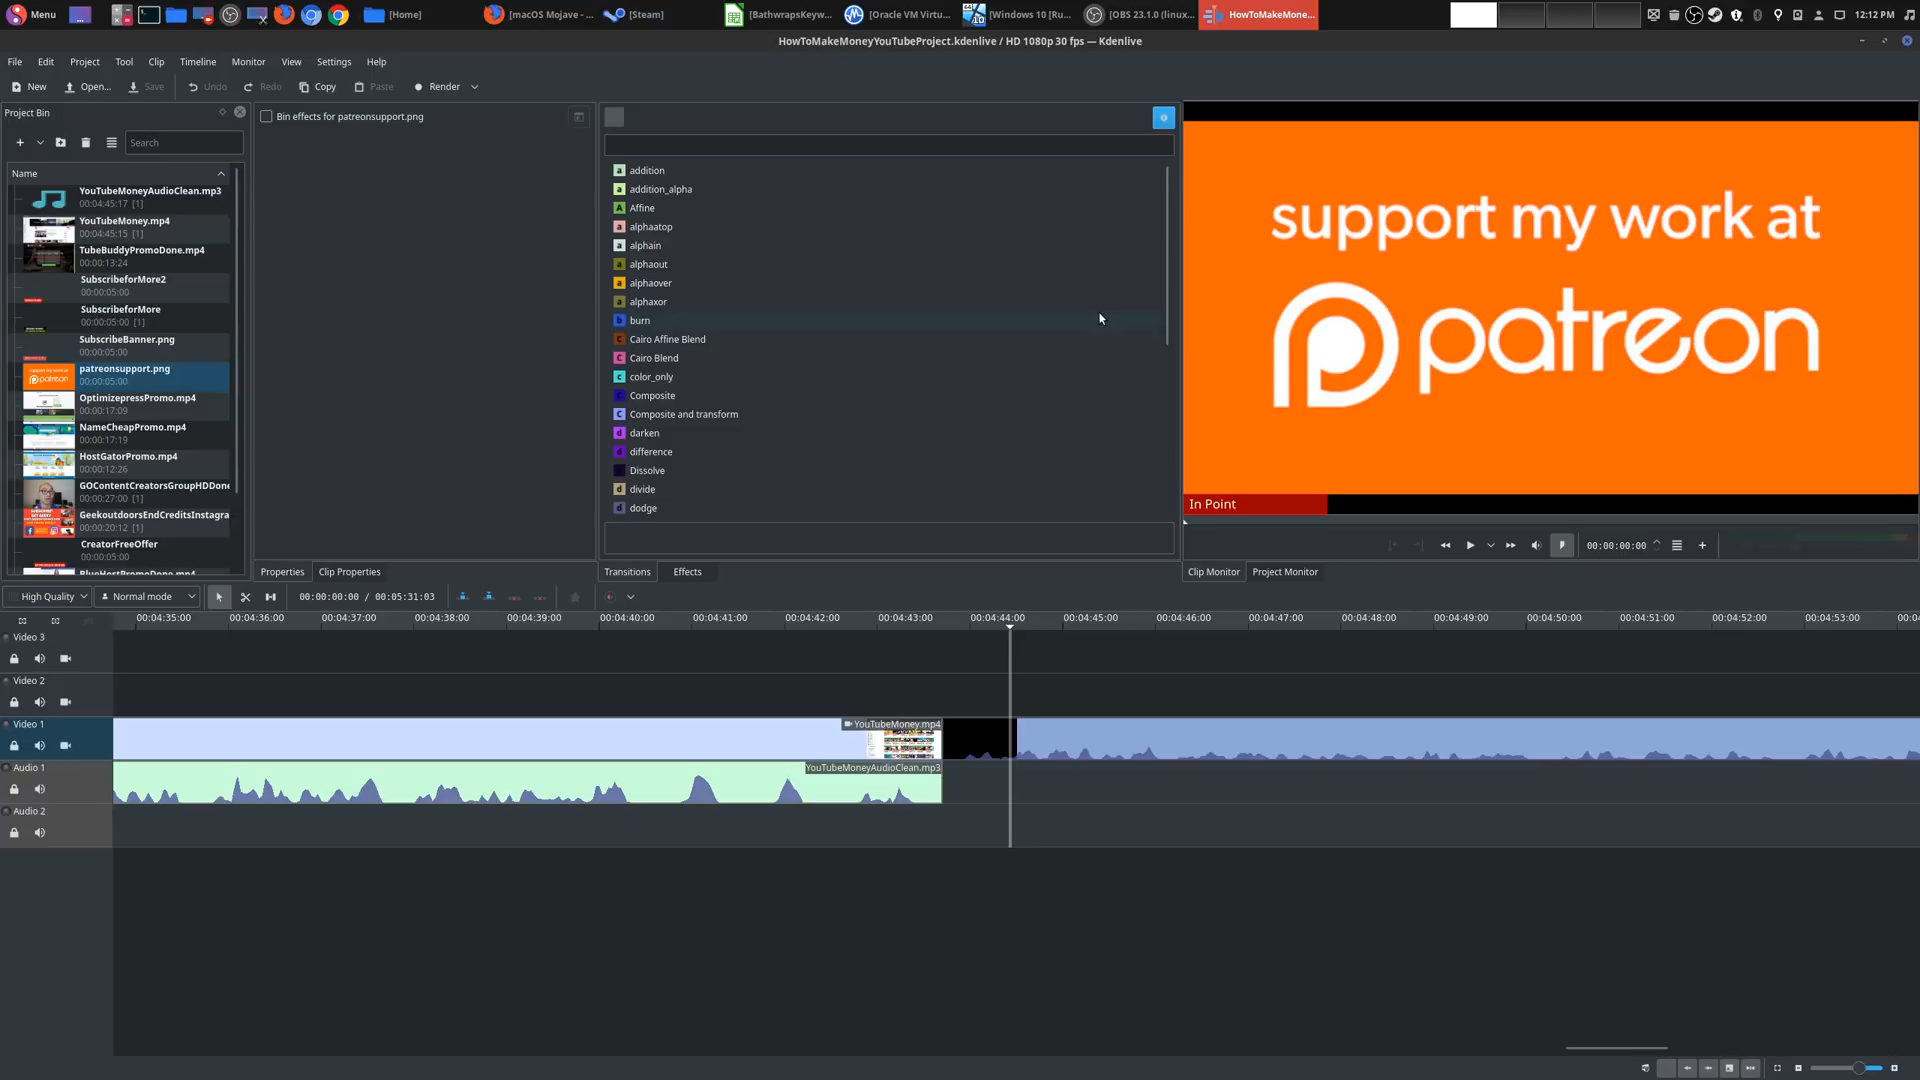 Menu
[Home]
[macOS Mojave - ...
[Steam]
[BathwrapsKeyw...
[Oracle VM Virtu...
[Windows 10 [Ru...
[OBS 23.1.0 (linux...
HowToMakeMone...
12:12 PM
HowToMakeMoneyYouTubeProject.kdenlive / HD 1080p 30 fps — Kdenlive
File Edit Project Tool Clip Timeline Monitor View Settings Help
New Open... Save Undo Redo Copy Paste Render
Project Bin
Search
Name
YouTubeMoneyAudioClean.mp3
00:04:45:17 [1]
YouTubeMoney.mp4
00:04:45:15 [1]
TubeBuddyPromoDone.mp4
00:00:13:24
SubscribeforMore2
00:00:05:00
SubscribeforMore
00:00:05:00 [1]
SubscribeBanner.png
00:00:05:00
patreonsupport.png
00:00:05:00
OptimizepressPromo.mp4
00:00:17:09
NameCheapPromo.mp4
00:00:17:19
HostGatorPromo.mp4
00:00:12:26
GOContentCreatorsGroupHDDone
00:00:27:00 [1]
GeekoutdoorsEndCreditsInstagra
00:00:20:12 [1]
CreatorFreeOffer
00:00:05:00
BlueHostPromoDone.mp4
Bin effects for patreonsupport.png
Properties Clip Properties
addition
addition_alpha
Affine
alphaatop
alphain
alphaout
alphaover
alphaxor
burn
Cairo Affine Blend
Cairo Blend
color_only
Composite
Composite and transform
darken
difference
Dissolve
divide
dodge
Transitions Effects
support my work at
patreon
In Point
00:00:00:00
Clip Monitor Project Monitor
High Quality Normal mode 00:00:00:00 / 00:05:31:03
00:04:35:00 00:04:36:00 00:04:37:00 00:04:38:00 00:04:39:00 00:04:40:00 00:04:41:00 00:04:42:00 00:04:43:00 00:04:44:00 00:04:45:00 00:04:46:00 00:04:47:00 00:04:48:00 00:04:49:00 00:04:50:00 00:04:51:00 00:04:52:00 00:04:53:00 00:04
Video 3
Video 2
Video 1
YouTubeMoney.mp4
Audio 1
YouTubeMoneyAudioClean.mp3
Audio 2